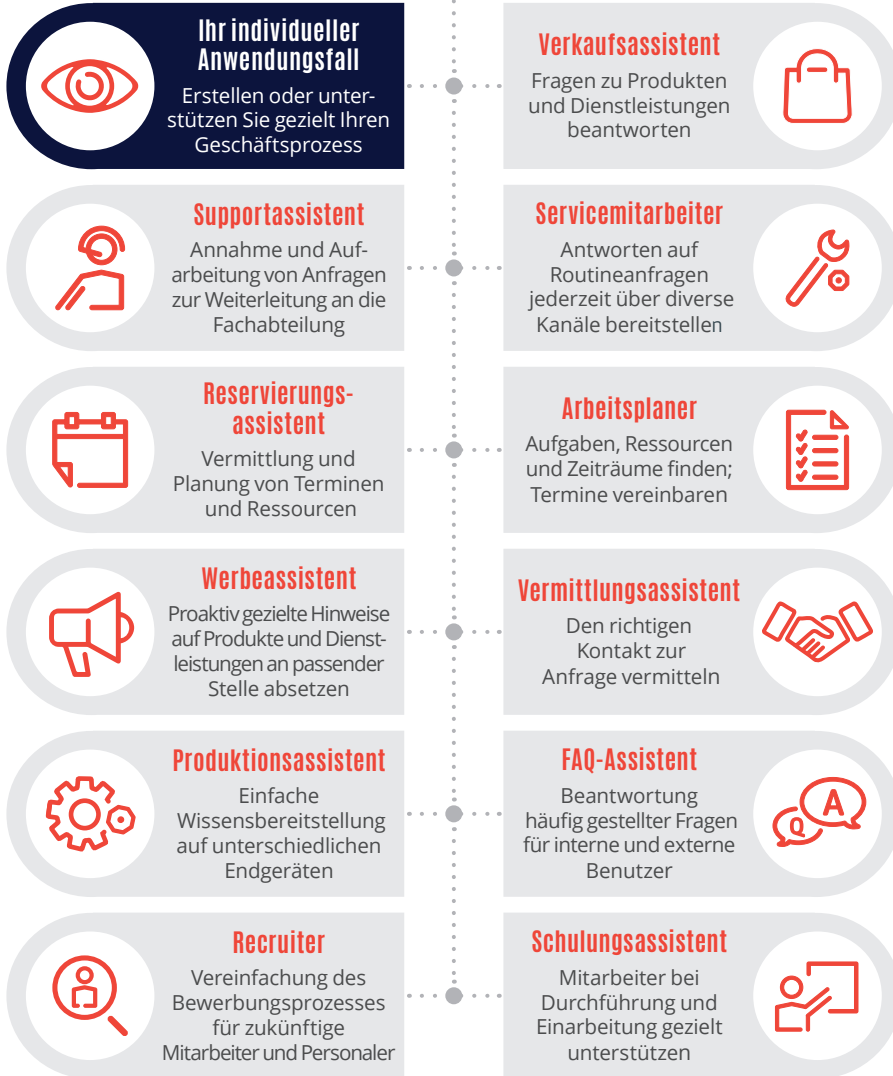 Ihr individueller
Anwendungsfall
Erstellen oder unter-
stützen Sie gezielt Ihren
Geschäftsprozess
Verkaufsassistent
Fragen zu Produkten
und Dienstleistungen
beantworten
Supportassistent
Annahme und Auf-
arbeitung von Anfragen
zur Weiterleitung an die
Fachabteilung
Servicemitarbeiter
Antworten auf
Routineanfragen
jederzeit über diverse
Kanäle bereitstellen
Reservierungs-
assistent
Vermittlung und
Planung von Terminen
und Ressourcen
Arbeitsplaner
Aufgaben, Ressourcen
und Zeiträume finden;
Termine vereinbaren
Werbeassistent
Proaktiv gezielte Hinweise
auf Produkte und Dienst-
leistungen an passender
Stelle absetzen
Vermittlungsassistent
Den richtigen
Kontakt zur
Anfrage vermitteln
Produktionsassistent
Einfache
Wissensbereitstellung
auf unterschiedlichen
Endgeräten
FAQ-Assistent
Beantwortung
häufig gestellter Fragen
für interne und externe
Benutzer
Q
A
Recruiter
Vereinfachung des
Bewerbungsprozesses
für zukünftige
Mitarbeiter und Personaler
Schulungsassistent
Mitarbeiter bei
Durchführung und
Einarbeitung gezielt
unterstützen